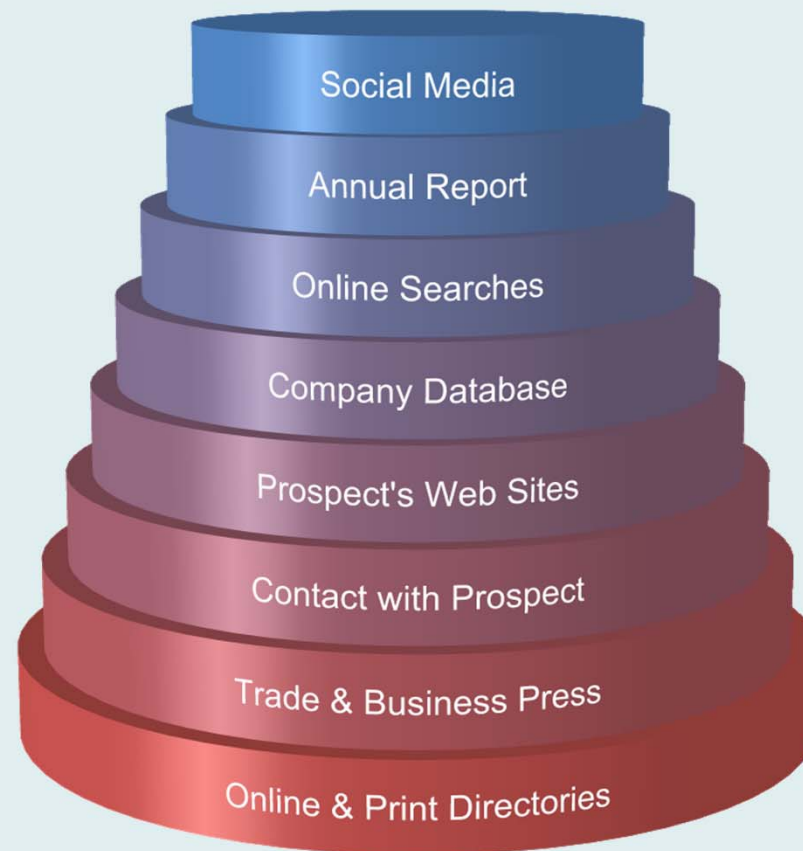 Social Media
Annual Report
Online Searches
Company Database
Prospect's Web Sites
Contact with Prospect
Trade & Business Press
Online & Print Directories